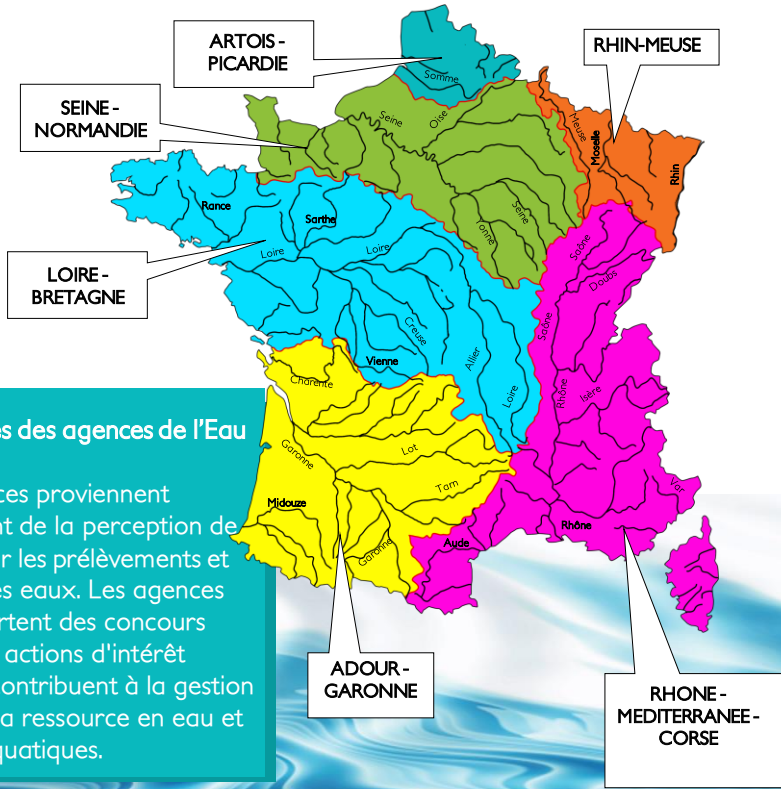 ARTOIS -
PICARDIE
RHIN-MEUSE
SEINE -
NORMANDIE
LOIRE -
BRETAGNE
Somme
Seine
Oise
Meuse
Moselle
Rhin
Rance
Sarthe
Yonne
Seine
Loire
Loire
Saône
Doubs
Creuse
Saône
Vienne
Allier
Loire
Rhône
Isère
Charente
Garonne
Lot
Tarn
Var
Midouze
Garonne
Aude
Rhône
es des agences de l’Eau
ces proviennent
nt de la perception de
ur les prélèvements et
es eaux. Les agences
rtent des concours
actions d'intérêt
ontribuent à la gestion
a ressource en eau et
quatiques.
ADOUR -
GARONNE
RHONE -
MEDITERRANEE -
CORSE